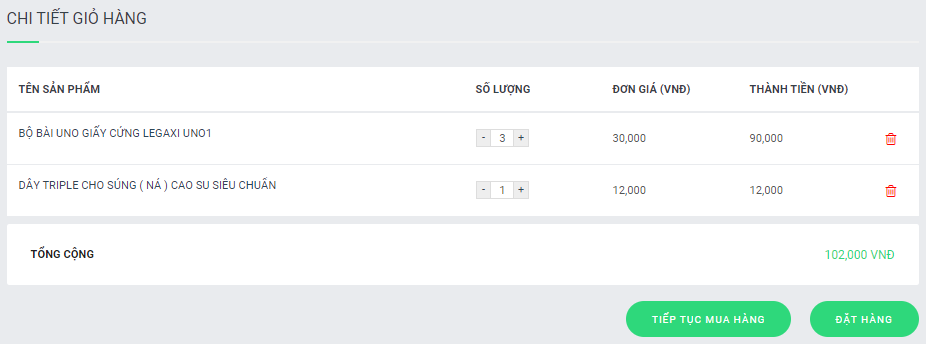 CHI TIẾT GIỎ HÀNG
TÊN SẢN PHẨM SỐ LƯỢNG ĐƠN GIÁ (VNĐ) THÀNH TIỀN (VNĐ)
BỘ BÀI UNO GIẤY CỨNG LEGAXI UNO1 - 3 + 30,000 90,000
DÂY TRIPLE CHO SÚNG ( NÁ ) CAO SU SIÊU CHUẨN - 1 + 12,000 12,000
TỔNG CỘNG 102,000 VNĐ
TIẾP TỤC MUA HÀNG ĐẶT HÀNG